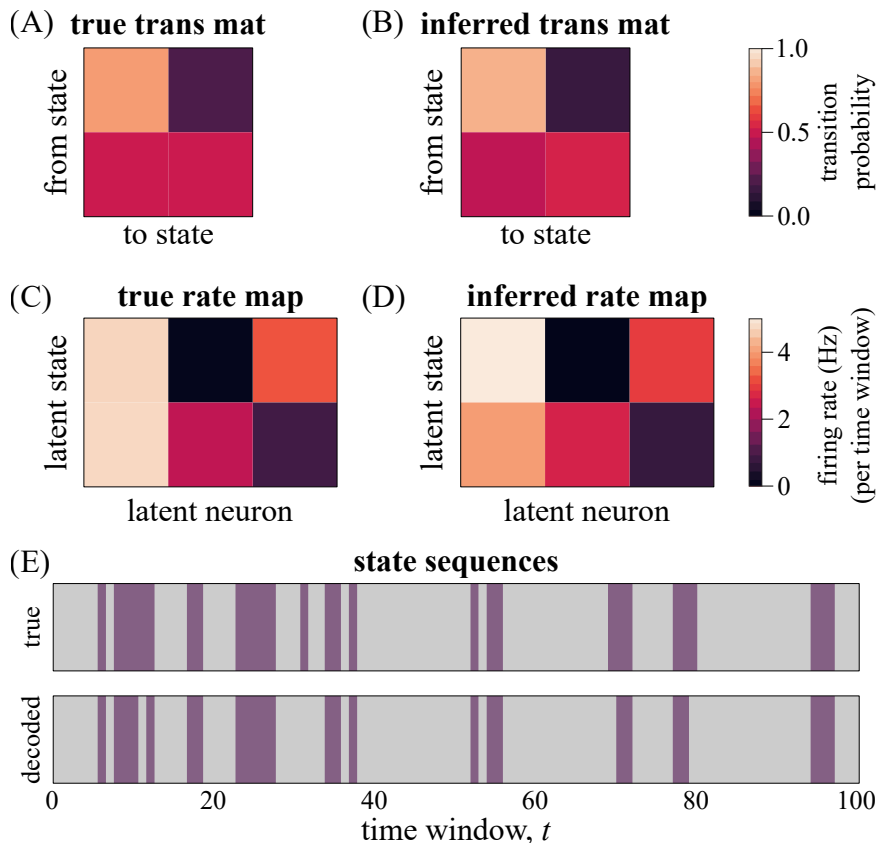 (A) true trans mat
(B) inferred trans mat
from state
to state
from state
to state
1.0
0.5
0.0
transition
probability
(C) true rate map
(D) inferred rate map
latent state
latent neuron
latent state
latent neuron
4
2
0
firing rate (Hz)
(per time window)
(E) state sequences
true
decoded
0 20 40 60 80 100
time window, t